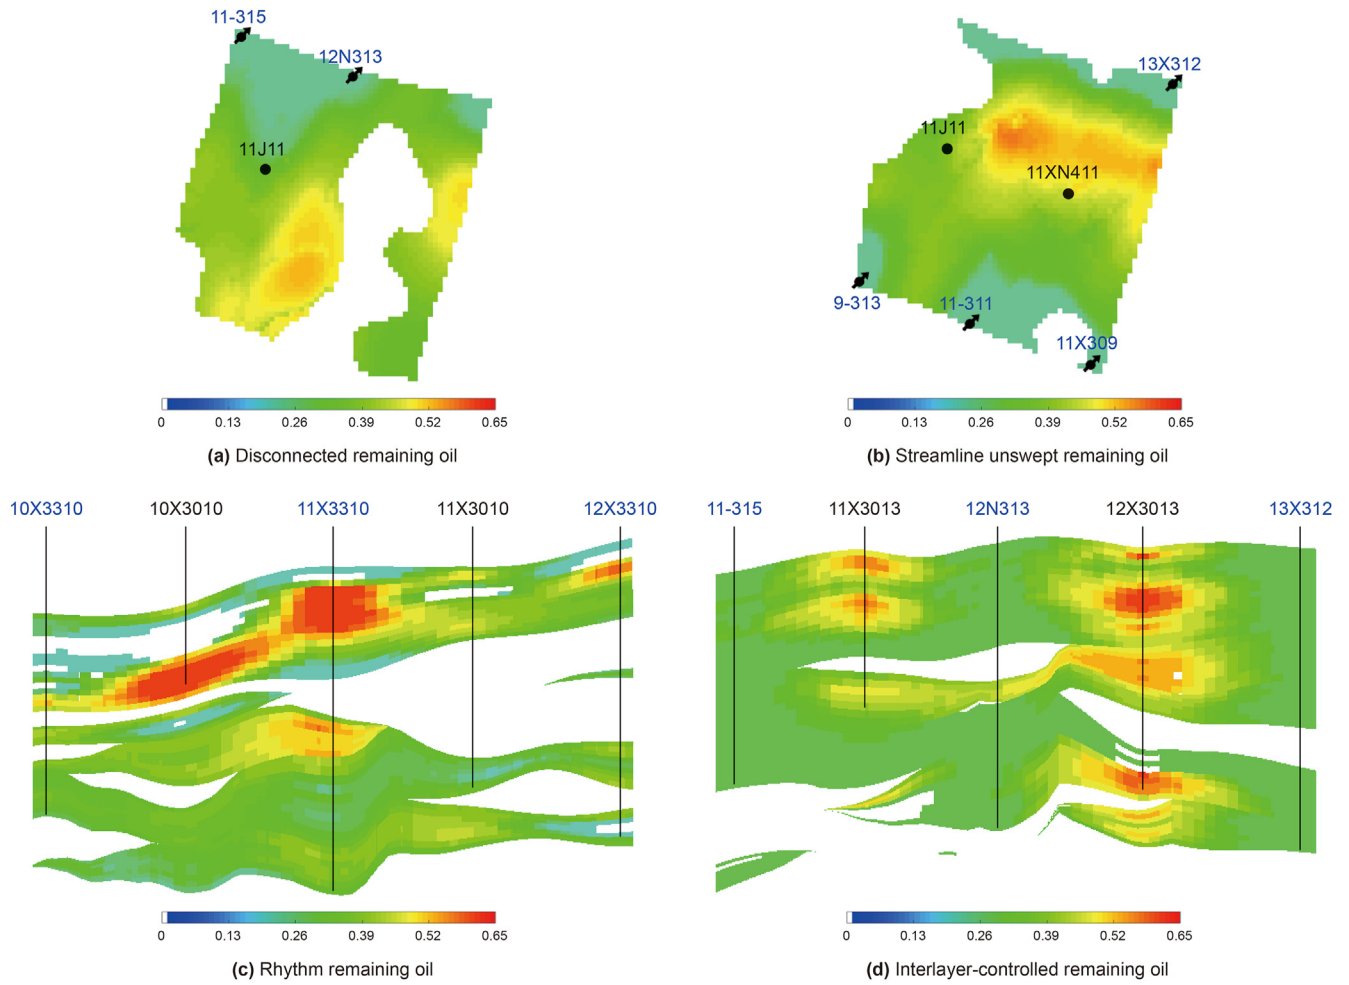 11-315
12N313
11J11
0 0.13 0.26 0.39 0.52 0.65
(a) Disconnected remaining oil
13X312
11J11
11XN411
9-313
11-311
11X309
0 0.13 0.26 0.39 0.52 0.65
(b) Streamline unswept remaining oil
10X3310 10X3010 11X3310 11X3010 12X3310
0 0.13 0.26 0.39 0.52 0.65
(c) Rhythm remaining oil
11-315 11X3013 12N313 12X3013 13X312
0 0.13 0.26 0.39 0.52 0.65
(d) Interlayer-controlled remaining oil